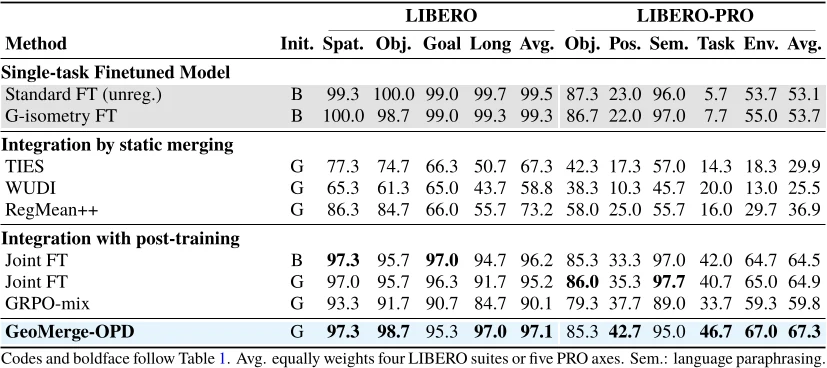 LIBERO LIBERO-PRO
Method Init. Spat. Obj. Goal Long Avg. Obj. Pos. Sem. Task Env. Avg.
Single-task Finetuned Model
Standard FT (unreg.) B 99.3 100.0 99.0 99.7 99.5 87.3 23.0 96.0 5.7 53.7 53.1
G-isometry FT B 100.0 98.7 99.0 99.3 99.3 86.7 22.0 97.0 7.7 55.0 53.7
Integration by static merging
TIES G 77.3 74.7 66.3 50.7 67.3 42.3 17.3 57.0 14.3 18.3 29.9
WUDI G 65.3 61.3 65.0 43.7 58.8 38.3 10.3 45.7 20.0 13.0 25.5
RegMean++ G 86.3 84.7 66.0 55.7 73.2 58.0 25.0 55.7 16.0 29.7 36.9
Integration with post-training
Joint FT B 97.3 95.7 97.0 94.7 96.2 85.3 33.3 97.0 42.0 64.7 64.5
Joint FT G 97.0 95.7 96.3 91.7 95.2 86.0 35.3 97.7 40.7 65.0 64.9
GRPO-mix G 93.3 91.7 90.7 84.7 90.1 79.3 37.7 89.0 33.7 59.3 59.8
GeoMerge-OPD G 97.3 98.7 95.3 97.0 97.1 85.3 42.7 95.0 46.7 67.0 67.3
Codes and boldface follow Table 1. Avg. equally weights four LIBERO suites or five PRO axes. Sem.: language paraphrasing.